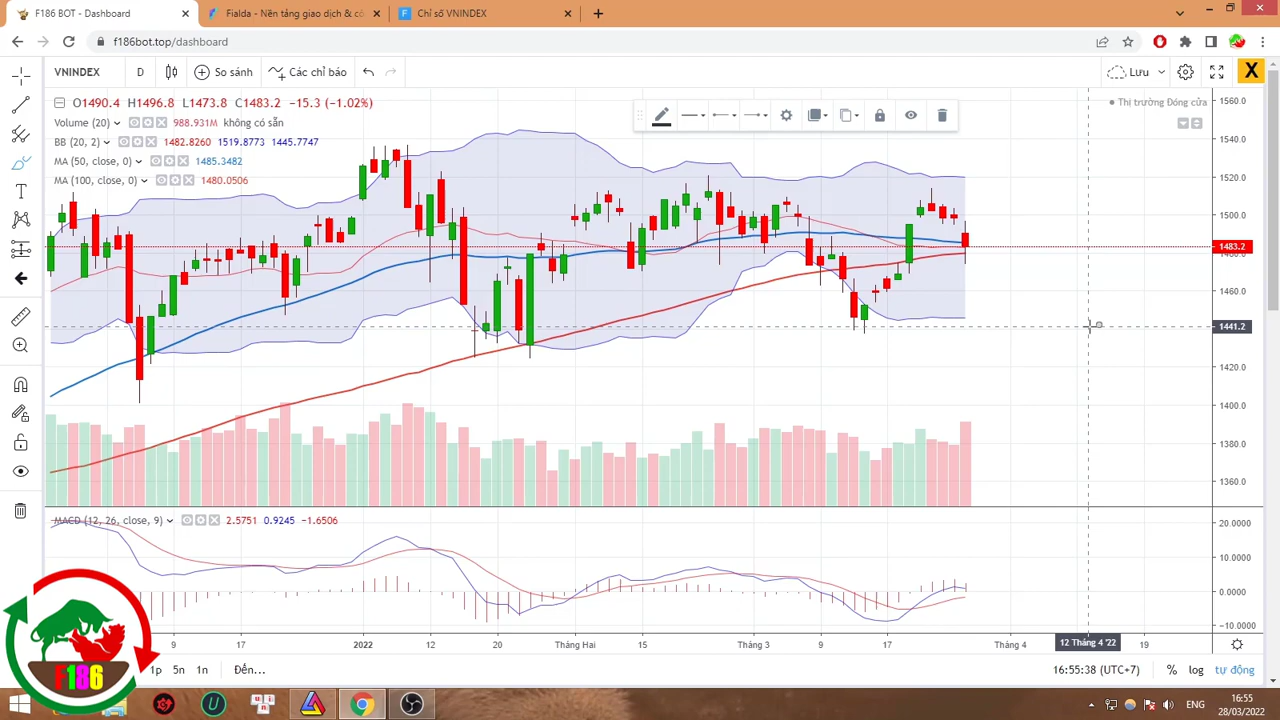 F186 BOT - Dashboard
Fialda - Nền tảng giao dịch & cô
Chỉ số VNINDEX
f186bot.top/dashboard
VNINDEX D So sánh Các chỉ báo Lưu X
O1490.4 H1496.8 L1473.8 C1483.2 −15.3 (−1.02%)
Thị trường Đóng cửa
Volume (20) 988.931M không có sẵn
BB (20, 2) 1482.8260 1519.8773 1445.7747
MA (50, close, 0) 1485.3482
MA (100, close, 0) 1480.0506
1560.0
1540.0
1520.0
1500.0
1483.2
1480.0
1460.0
1441.2
1420.0
1400.0
1380.0
1360.0
MACD (12, 26, close, 9) 2.5751 0.9245 −1.6506
20.0000
10.0000
0.0000
−10.0000
9 17 2022 12 20 Tháng Hai 15 Tháng 3 9 17 Tháng 4 12 Tháng 4 '22 19
1p 5n 1n Đến... 16:55:38 (UTC+7) % log tự động
F186
ENG 16:55
28/03/2022